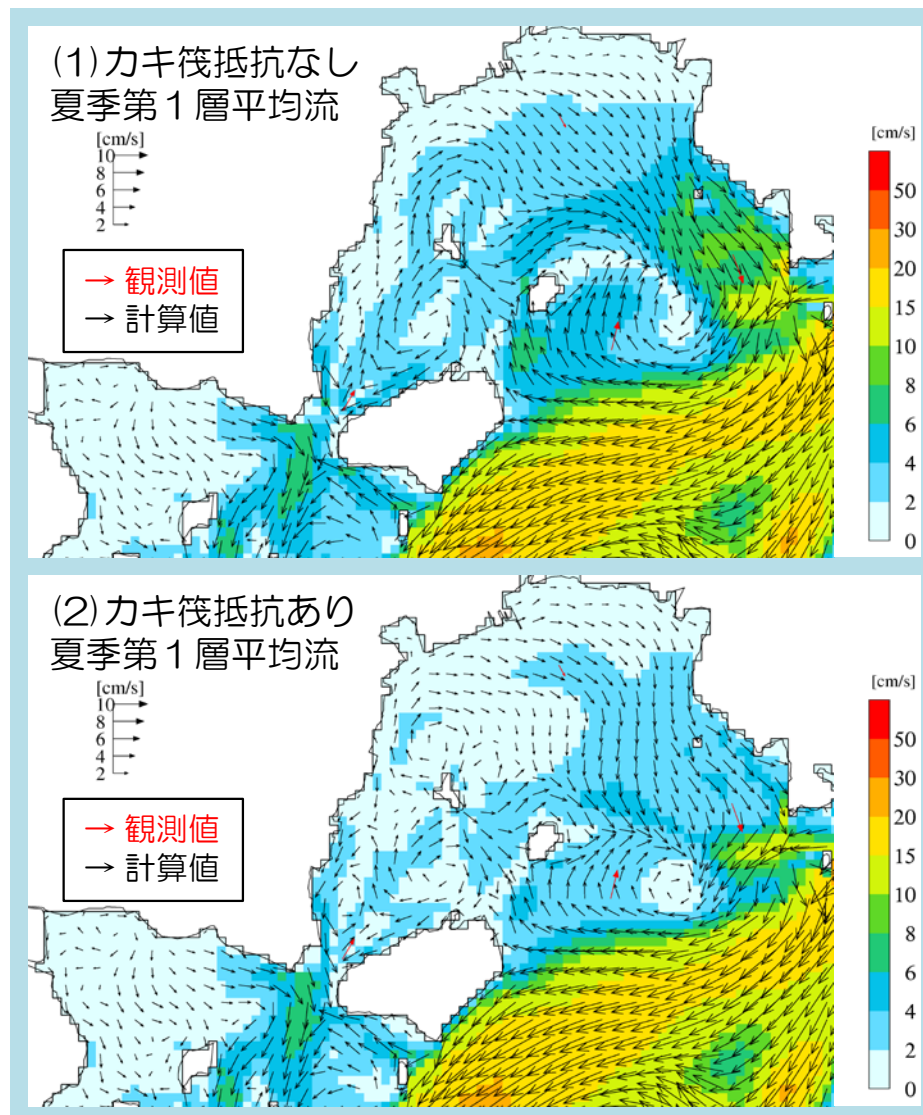 (1)カキ筏抵抗なし
夏季第1層平均流
[cm/s]
10
8
6
4
2
→ 観測値
→ 計算値
[cm/s]
50
30
20
15
10
8
6
4
2
0
(2)カキ筏抵抗あり
夏季第1層平均流
[cm/s]
10
8
6
4
2
→ 観測値
→ 計算値
[cm/s]
50
30
20
15
10
8
6
4
2
0